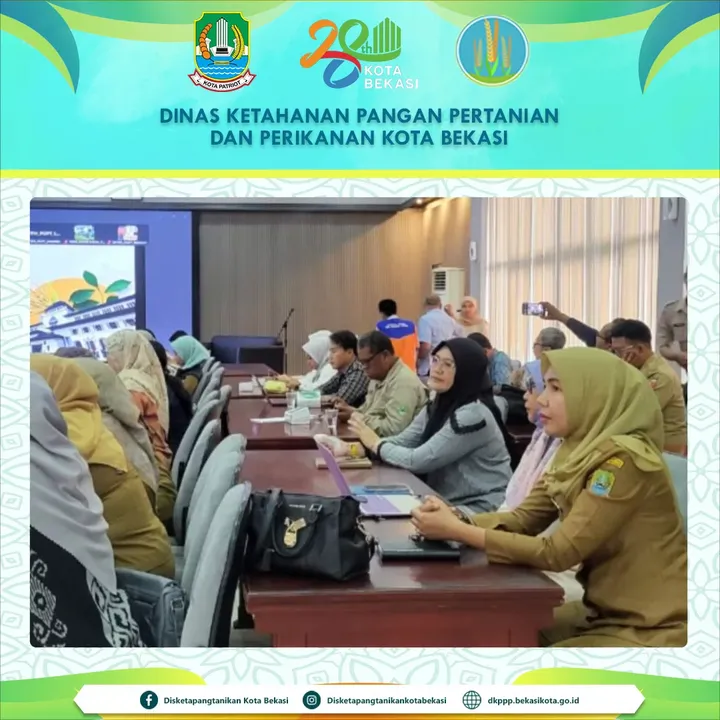 KOTA PATRIOT
28th
KOTA
BEKASI
DINAS KETAHANAN PANGAN PERTANIAN
DAN PERIKANAN KOTA BEKASI
Disketapangtanikan Kota Bekasi
Disketapangtanikankotabekasi
dkppp.bekasikota.go.id